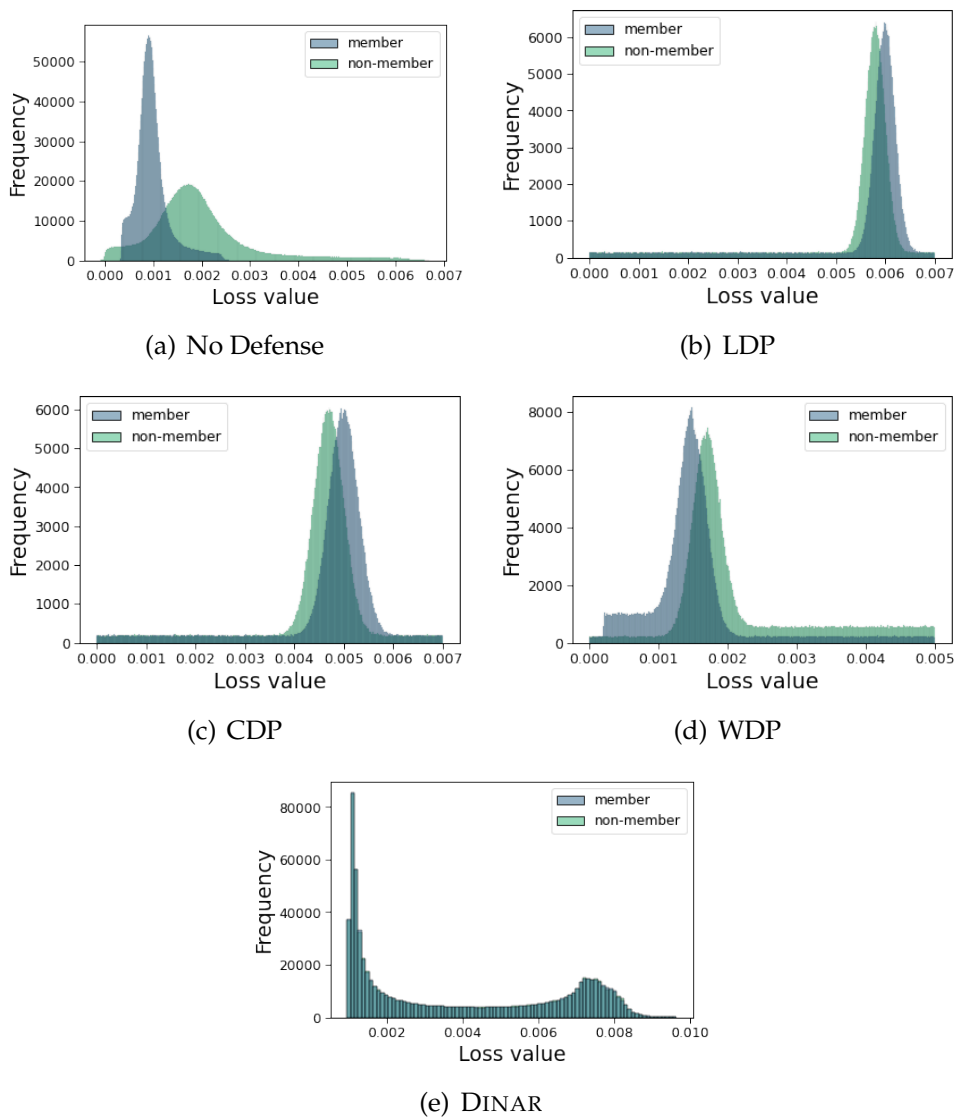 member
non-member
50000
40000
30000
20000
10000
0
Frequency
0.000 0.001 0.002 0.003 0.004 0.005 0.006 0.007
Loss value
(a) No Defense
member
non-member
6000
5000
4000
3000
2000
1000
0
Frequency
0.000 0.001 0.002 0.003 0.004 0.005 0.006 0.007
Loss value
(b) LDP
member
non-member
6000
5000
4000
3000
2000
1000
0
Frequency
0.000 0.001 0.002 0.003 0.004 0.005 0.006 0.007
Loss value
(c) CDP
member
non-member
8000
6000
4000
2000
0
Frequency
0.000 0.001 0.002 0.003 0.004 0.005
Loss value
(d) WDP
member
non-member
80000
60000
40000
20000
0
Frequency
0.002 0.004 0.006 0.008 0.010
Loss value
(e) DINAR